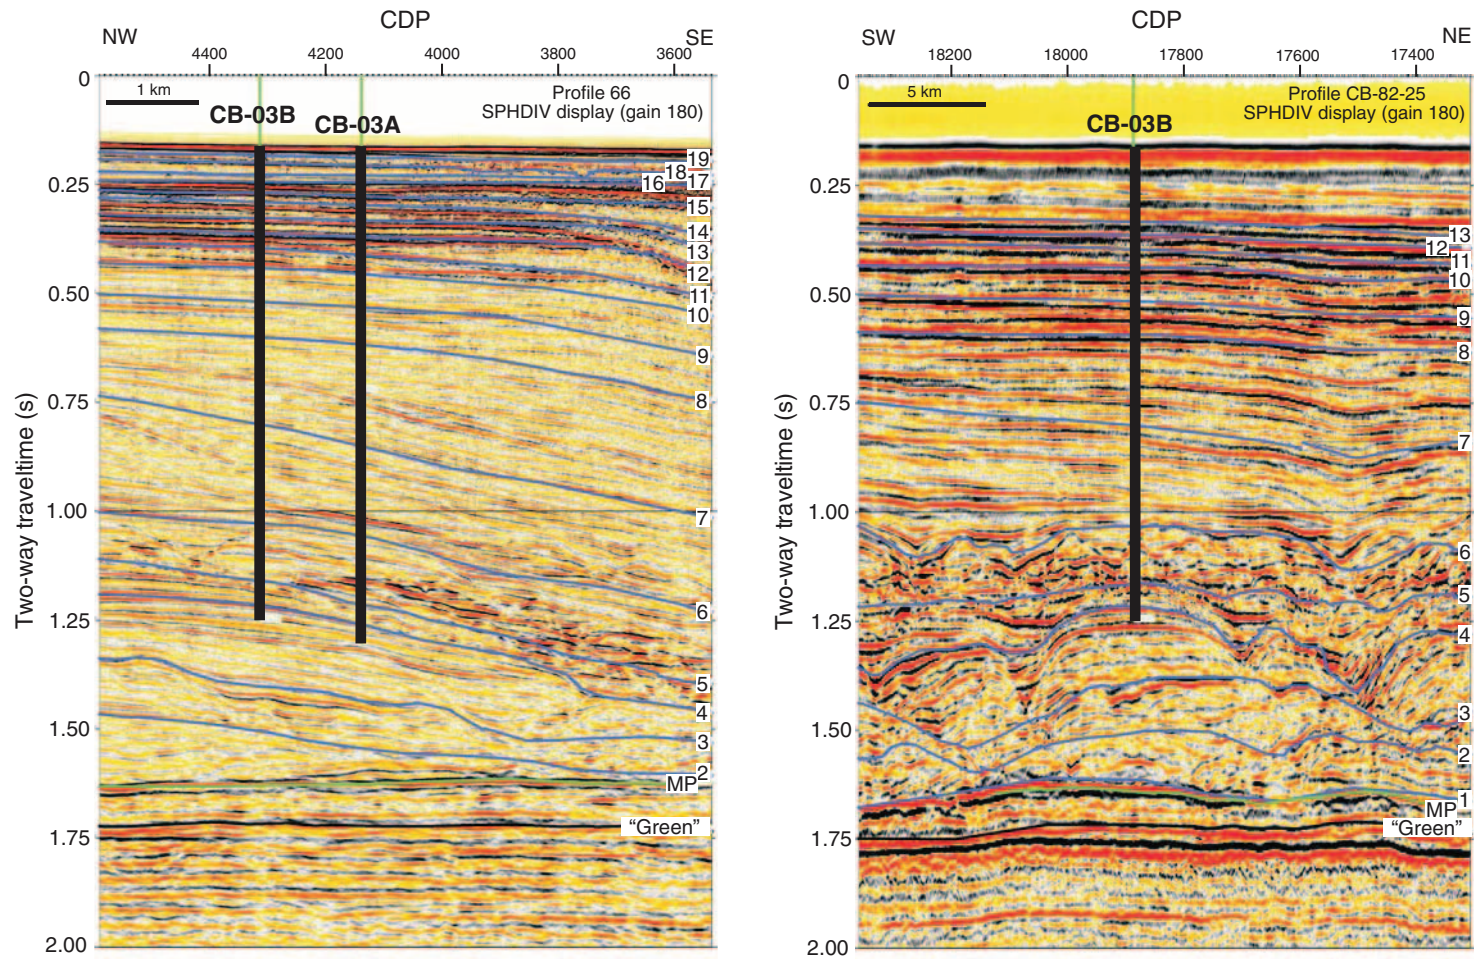 CDP
NW
SE
4400
4200
4000
3800
3600
0
1 km
Profile 66
SPHDIV display (gain 180)
CB-03B
CB-03A
19
18
16
17
0.25
15
14
13
12
11
0.50
10
9
8
0.75
7
1.00
6
1.25
5
4
3
1.50
2
MP
"Green"
1.75
2.00
Two-way traveltime (s)
CDP
SW
NE
18200
18000
17800
17600
17400
0
5 km
Profile CB-82-25
SPHDIV display (gain 180)
CB-03B
0.25
13
12
11
10
0.50
9
8
0.75
7
1.00
6
5
1.25
4
3
1.50
2
1
MP
"Green"
1.75
2.00
Two-way traveltime (s)